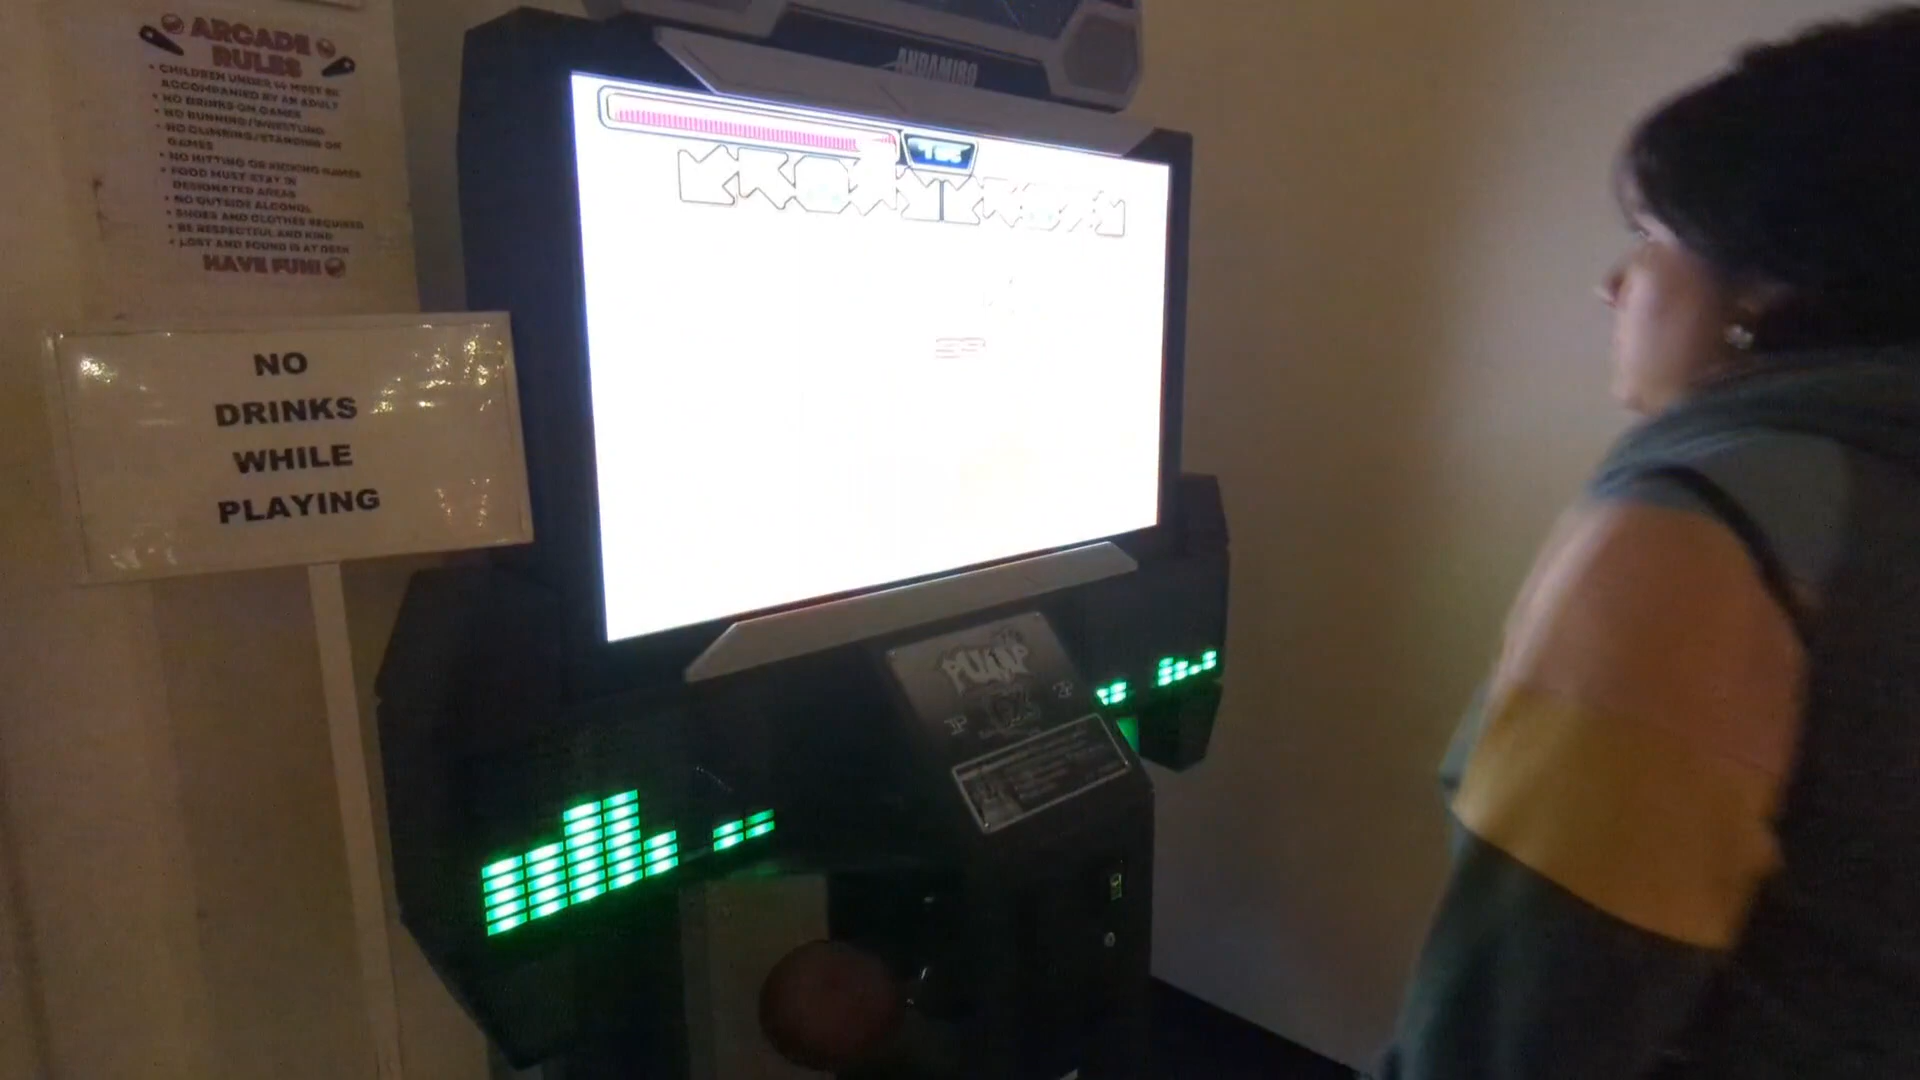 ARCADE
RULES
• CHILDREN UNDER 14 MUST BE
ACCOMPANIED BY AN ADULT
• NO DRINKS ON GAMES
• NO RUNNING/WRESTLING
• NO CLIMBING/STANDING ON
GAMES
• NO HITTING OR KICKING GAMES
• FOOD MUST STAY IN
DESIGNATED AREAS
• NO OUTSIDE ALCOHOL
• SHOES AND CLOTHES REQUIRED
• BE RESPECTFUL AND KIND
• LOST AND FOUND IS AT DESK
HAVE FUN!
NO
DRINKS
WHILE
PLAYING
ANDAMIRO
PUMP
1P
2P